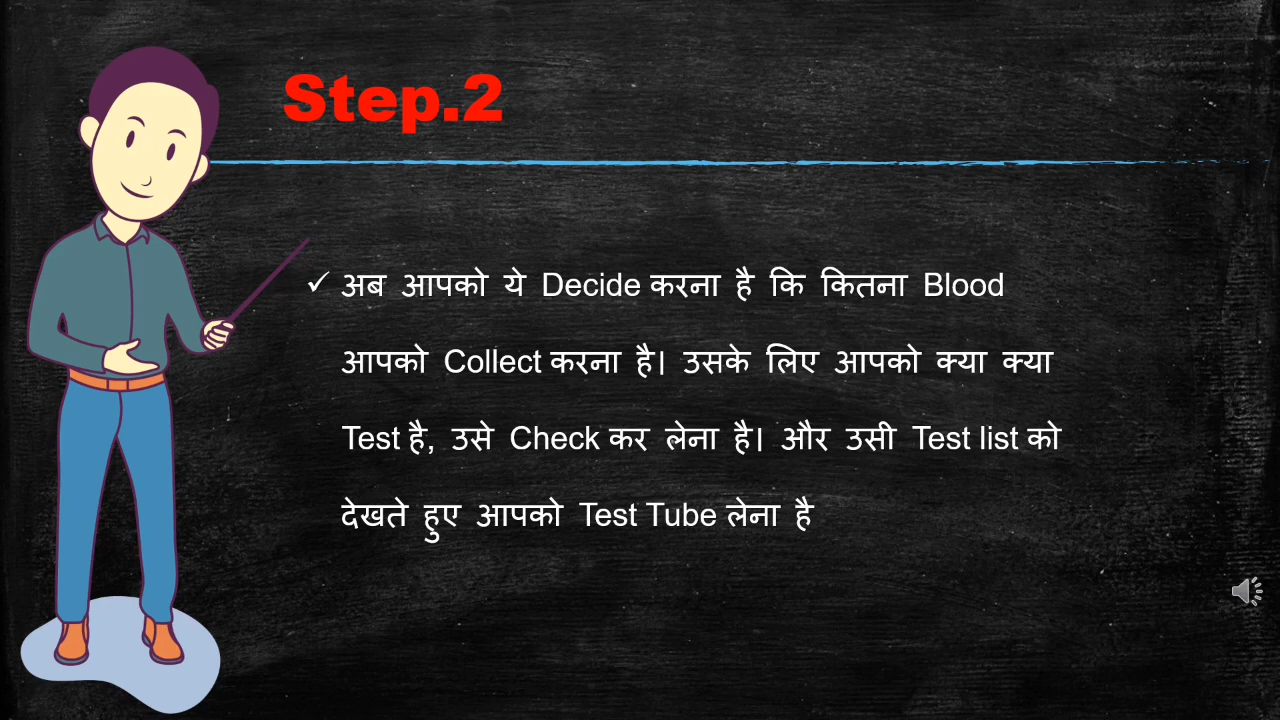 Step.2
✓ अब आपको ये Decide करना है कि कितना Blood
आपको Collect करना है। उसके लिए आपको क्या क्या
Test है, उसे Check कर लेना है। और उसी Test list को
देखते हुए आपको Test Tube लेना है